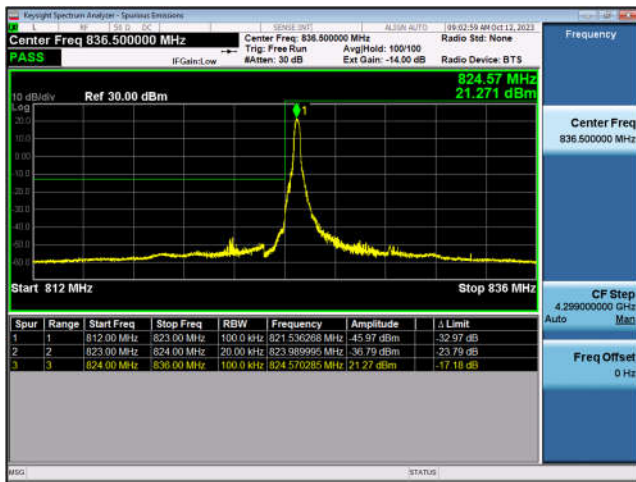 Keysight Spectrum Analyzer - Spurious Emissions
L RF 50 Ω DC SENSE:INT ALIGN AUTO 09:02:59 AM Oct 12, 2023
Center Freq 836.500000 MHz
Center Freq: 836.500000 MHz Radio Std: None
Trig: Free Run Avg|Hold: 100/100
PASS IFGain:Low #Atten: 30 dB Ext Gain: -14.00 dB Radio Device: BTS
824.57 MHz
21.271 dBm
10 dB/div Ref 30.00 dBm
Log
20.0
10.0
0.00
-10.0
-20.0
-30.0
-40.0
-50.0
-60.0
1
Start 812 MHz Stop 836 MHz
Spur Range Start Freq Stop Freq RBW Frequency Amplitude Δ Limit
1 1 812.00 MHz 823.00 MHz 100.0 kHz 821.536268 MHz -45.97 dBm -32.97 dB
2 2 823.00 MHz 824.00 MHz 20.00 kHz 823.989995 MHz -36.79 dBm -23.79 dB
3 3 824.00 MHz 836.00 MHz 100.0 kHz 824.570285 MHz 21.27 dBm -17.18 dB
MSG STATUS
Frequency
Center Freq
836.500000 MHz
CF Step
4.299000000 GHz
Auto Man
Freq Offset
0 Hz